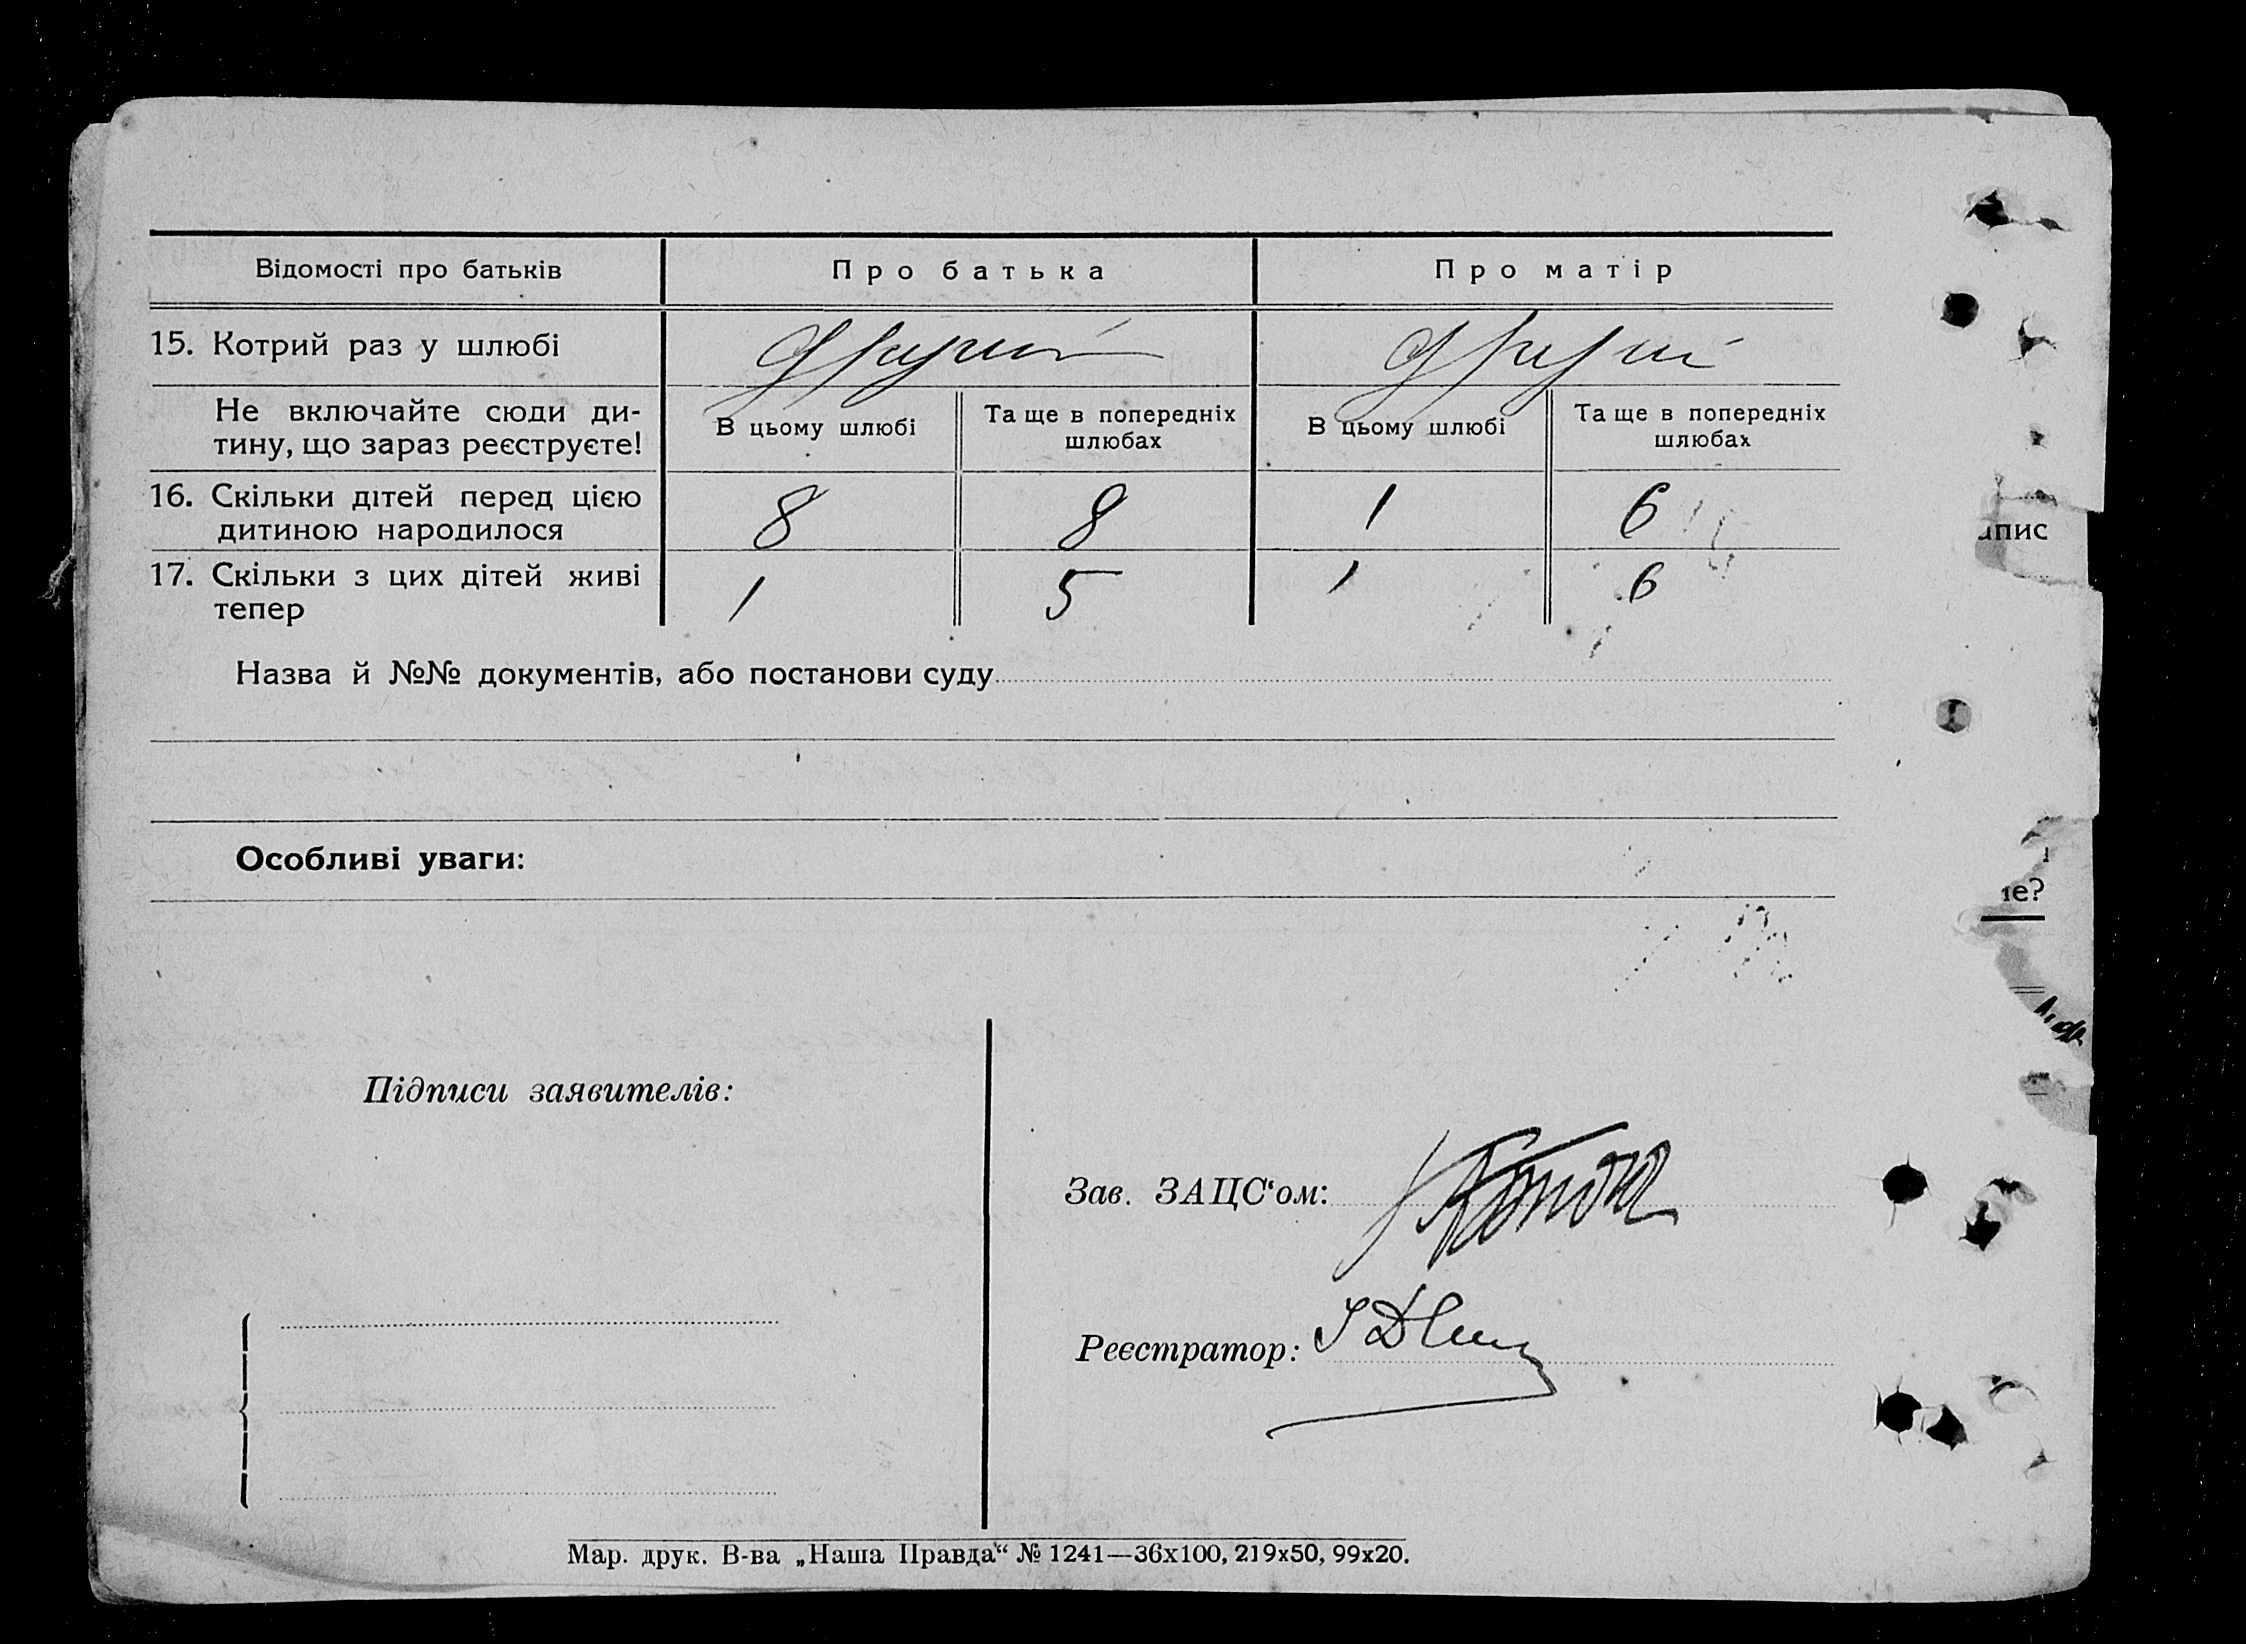 Відомості про батьків Про батька Про матір
15. Котрий раз у шлюбі другий другий
Не включайте сюди ди-
тину, що зараз реєструєте!
В цьому шлюбі Та ще в попередніх шлюбах В цьому шлюбі Та ще в попередніх шлюбах
16. Скільки дітей перед цією
дитиною народилося 8 8 1 6
17. Скільки з цих дітей живі
тепер 1 5 1 6
Назва й №№ документів, або постанови суду
Особливі уваги:
Підписи заявителів:
Зав. ЗАЦС‘ом:
Реєстратор:
Мар. друк. В-ва „Наша Правда“ № 1241—36х100, 219х50, 99х20.